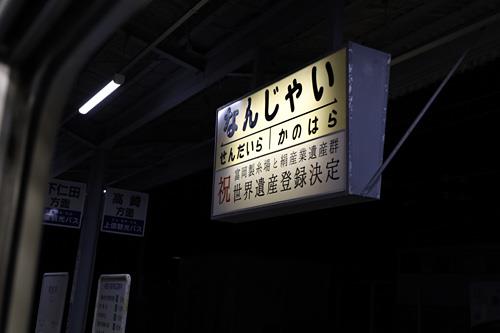 なんじゃい
せんだいら かのはら
富岡製糸場と絹産業遺産群
祝 世界遺産登録決定
下仁田
方面
高崎
方面
上信観光バス